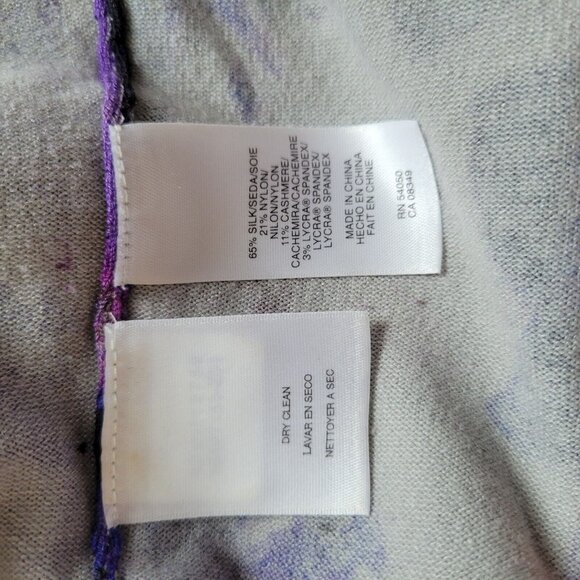 65% SILK/SEDA/SOIE
21% NYLON/
NILON/NYLON
11% CASHMERE/
CACHEMIRA/CACHEMIRE
3% LYCRA® SPANDEX/
LYCRA® SPANDEX/
LYCRA® SPANDEX
MADE IN CHINA
HECHO EN CHINA
FAIT EN CHINE
RN 54050
CA 08349
DRY CLEAN
LAVAR EN SECO
NETTOYER A SEC